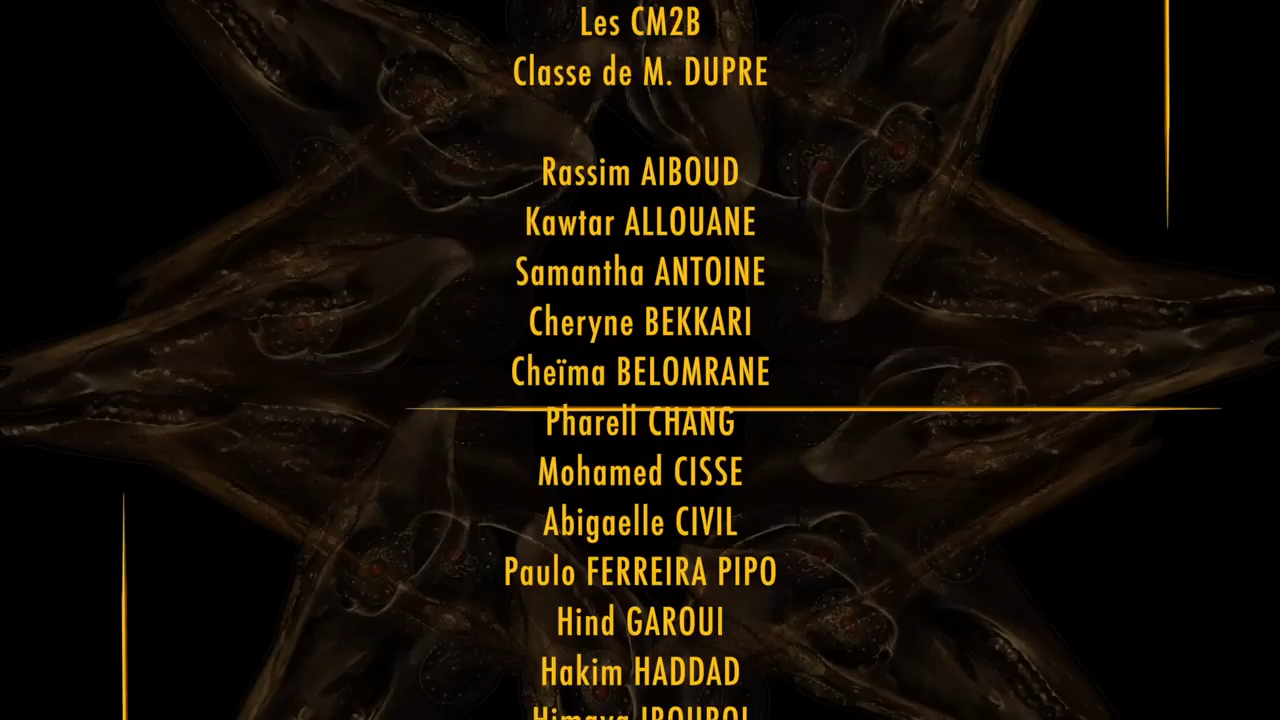 Les CM2B
Classe de M. DUPRE
Rassim AIBOUD
Kawtar ALLOUANE
Samantha ANTOINE
Cheryne BEKKARI
Cheïma BELOMRANE
Pharell CHANG
Mohamed CISSE
Abigaelle CIVIL
Paulo FERREIRA PIPO
Hind GAROUI
Hakim HADDAD